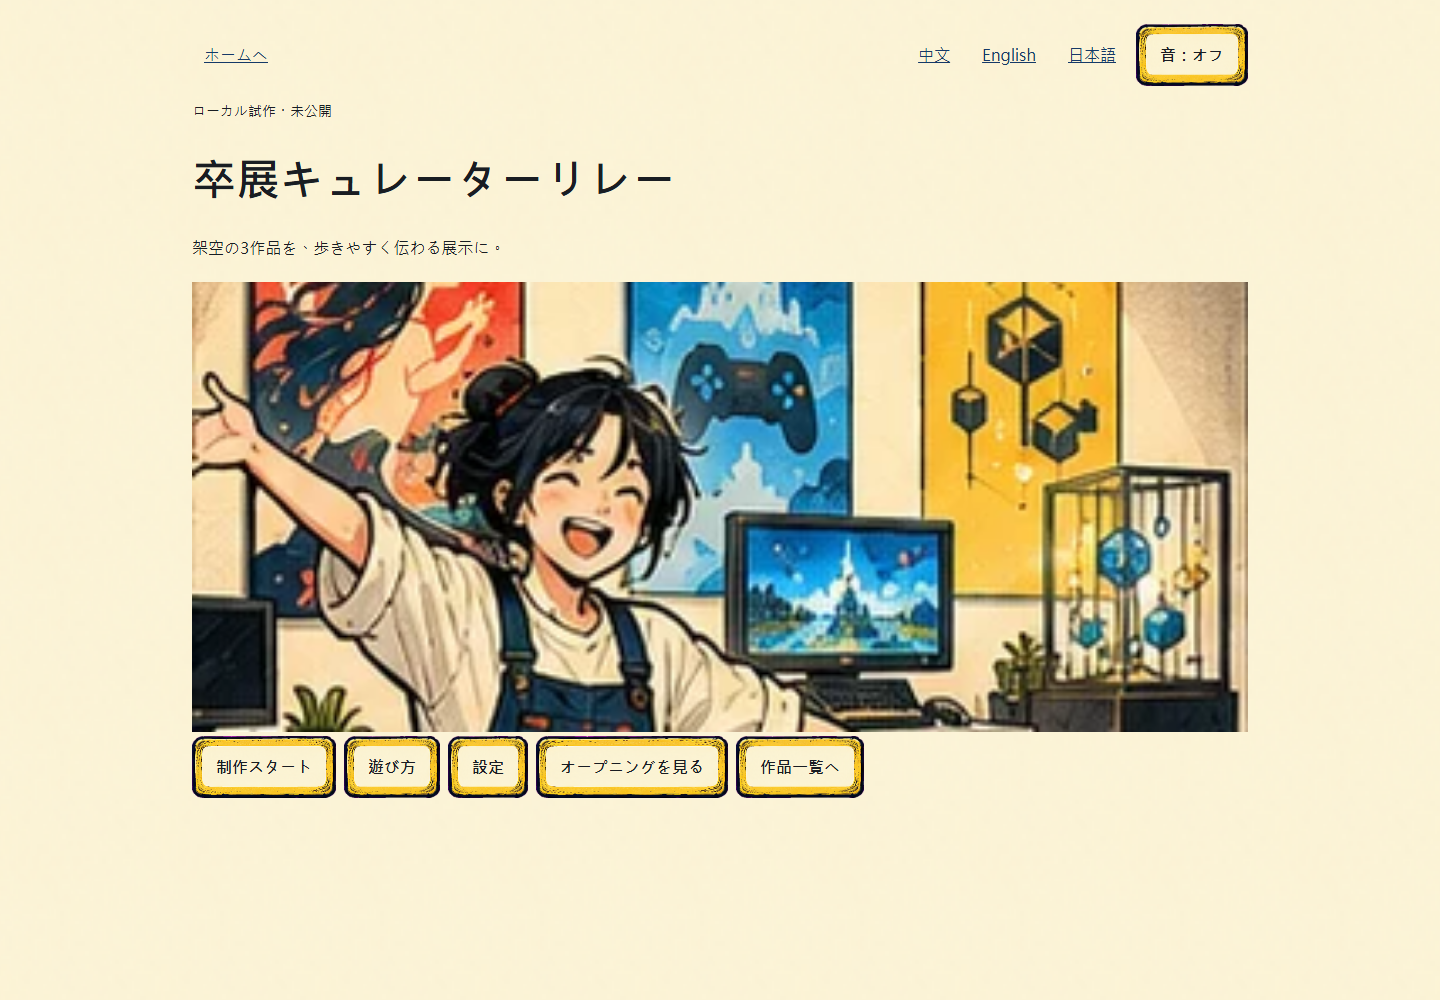 ホームへ
中文 English 日本語 音：オフ
ローカル試作・未公開
卒展キュレーターリレー
架空の3作品を、歩きやすく伝わる展示に。
制作スタート 遊び方 設定 オープニングを見る 作品一覧へ